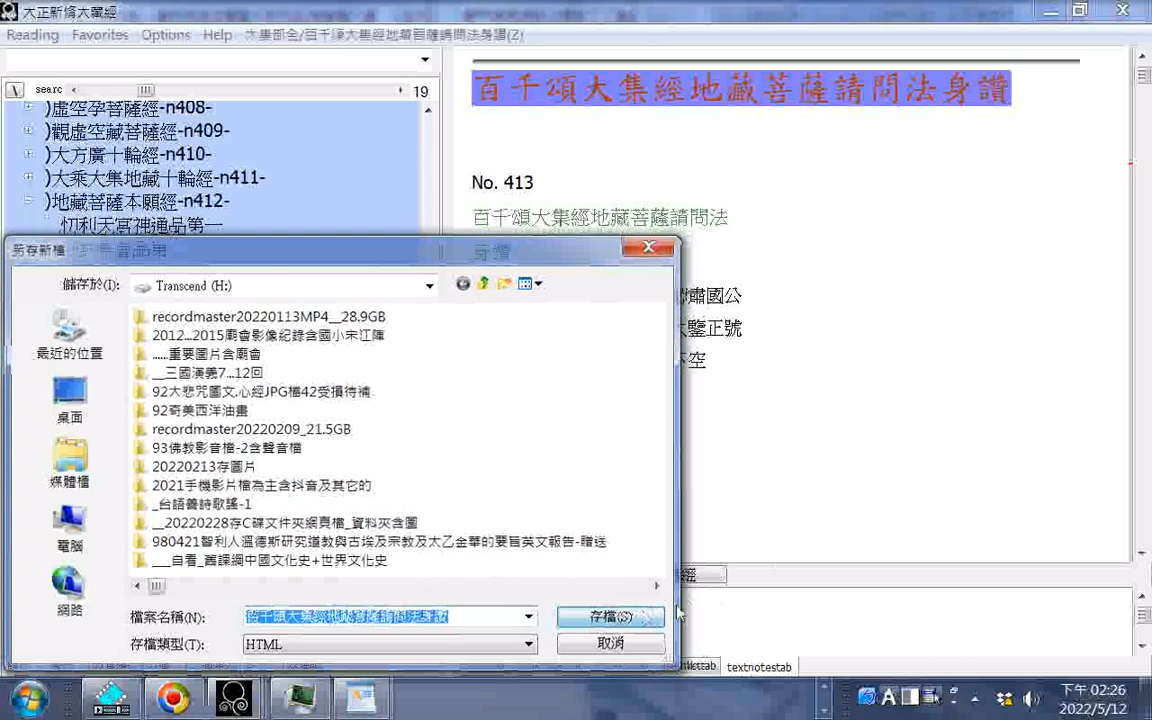 大正新脩大藏經
Reading Favorites Options Help 大集部全/百千頌大集經地藏菩薩請問法身讚(Z)
searc
19
)虛空孕菩薩經-n408-
)觀虛空藏菩薩經-n409-
)大方廣十輪經-n410-
)大乘大集地藏十輪經-n411-
)地藏菩薩本願經-n412-
忉利天宮神通品第一
百千頌大集經地藏菩薩請問法身讚
No. 413
百千頌大集經地藏菩薩請問法
身讚
肅國公
大鑒正號
不空
另存新檔
儲存於(I):
Transcend (H:)
最近的位置
桌面
媒體櫃
電腦
網路
recordmaster20220113MP4__28.9GB
2012...2015廟會影像紀錄含國小宋江陣
......重要圖片含廟會
__三國演義7...12回
92大悲咒圖文.心經JPG檔42受損待補
92奇美西洋油畫
recordmaster20220209_21.5GB
93佛教影音檔-2含聲音檔
20220213存圖片
2021手機影片檔為主含抖音及其它的
_台語善詩歌謠-1
__20220228存C碟文件夾網頁檔_資料夾含圖
980421智利人溫德斯研究道教與古埃及宗教及太乙金華的要旨英文報告-贈送
___自看_舊課綱中國文化史+世界文化史
檔案名稱(N):
百千頌大集經地藏菩薩請問法身讚
存檔(S)
存檔類型(T):
HTML
取消
經
textnotestab
A
下午 02:26
2022/5/12